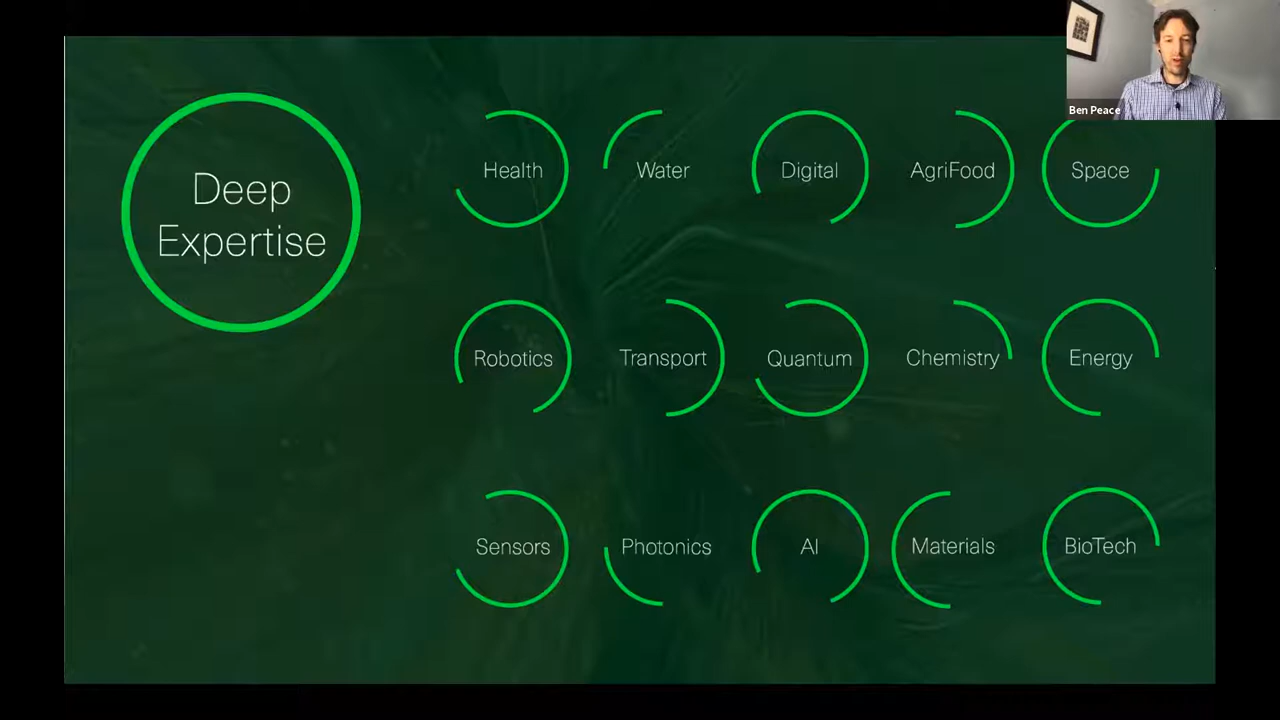 Ben Peace
Deep
Expertise
Health
Water
Digital
AgriFood
Space
Robotics
Transport
Quantum
Chemistry
Energy
Sensors
Photonics
AI
Materials
BioTech